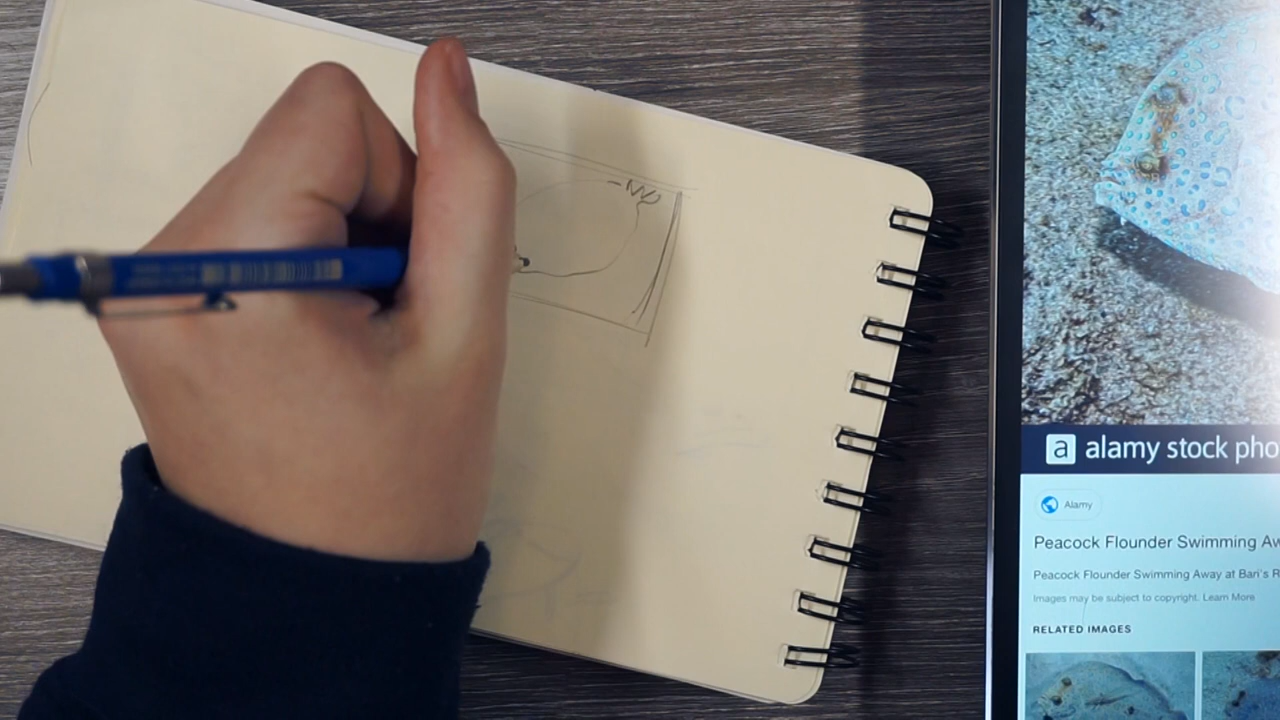 a alamy stock pho
Alamy
Peacock Flounder Swimming Aw
Peacock Flounder Swimming Away at Bari's R
Images may be subject to copyright. Learn More
RELATED IMAGES